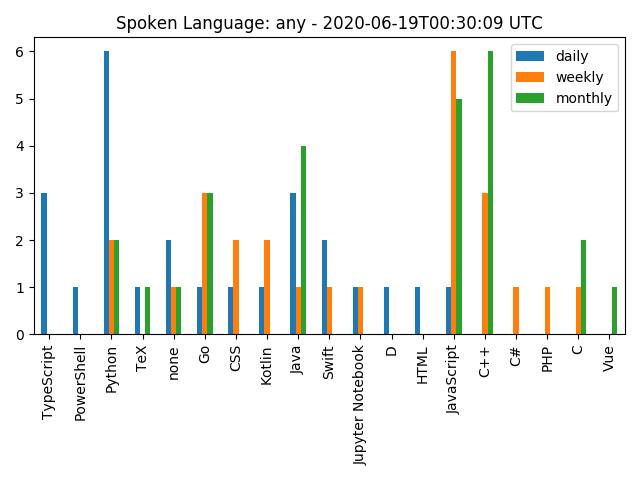 Spoken Language: any - 2020-06-19T00:30:09 UTC
daily
weekly
monthly
6
5
4
3
2
1
0
TypeScript
PowerShell
Python
TeX
none
Go
CSS
Kotlin
Java
Swift
Jupyter Notebook
D
HTML
JavaScript
C++
C#
PHP
C
Vue